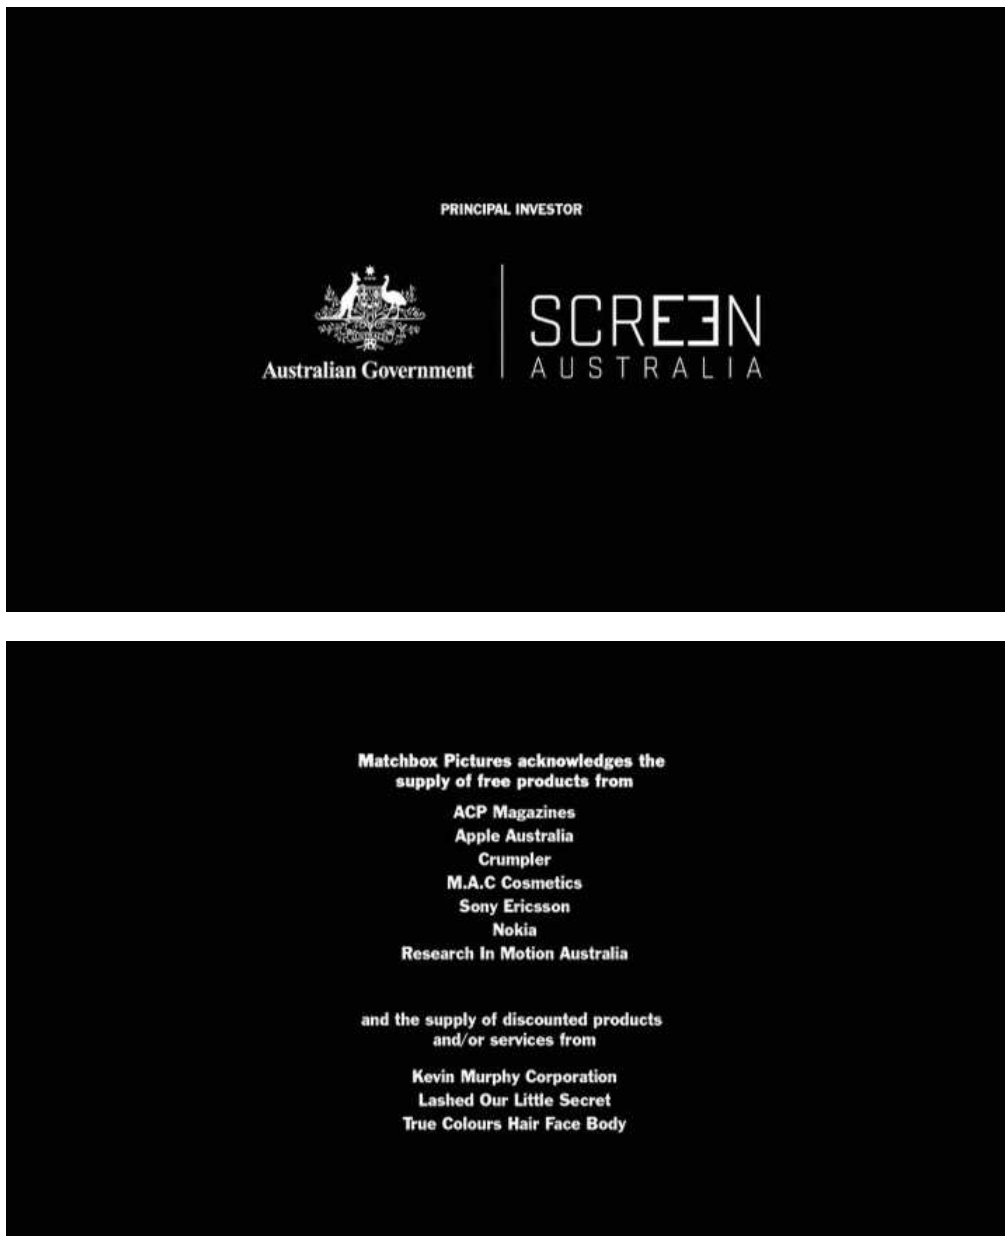 PRINCIPAL INVESTOR
Australian Government
SCREEN
AUSTRALIA
Matchbox Pictures acknowledges the
supply of free products from
ACP Magazines
Apple Australia
Crumpler
M.A.C Cosmetics
Sony Ericsson
Nokia
Research In Motion Australia
and the supply of discounted products
and/or services from
Kevin Murphy Corporation
Lashed Our Little Secret
True Colours Hair Face Body